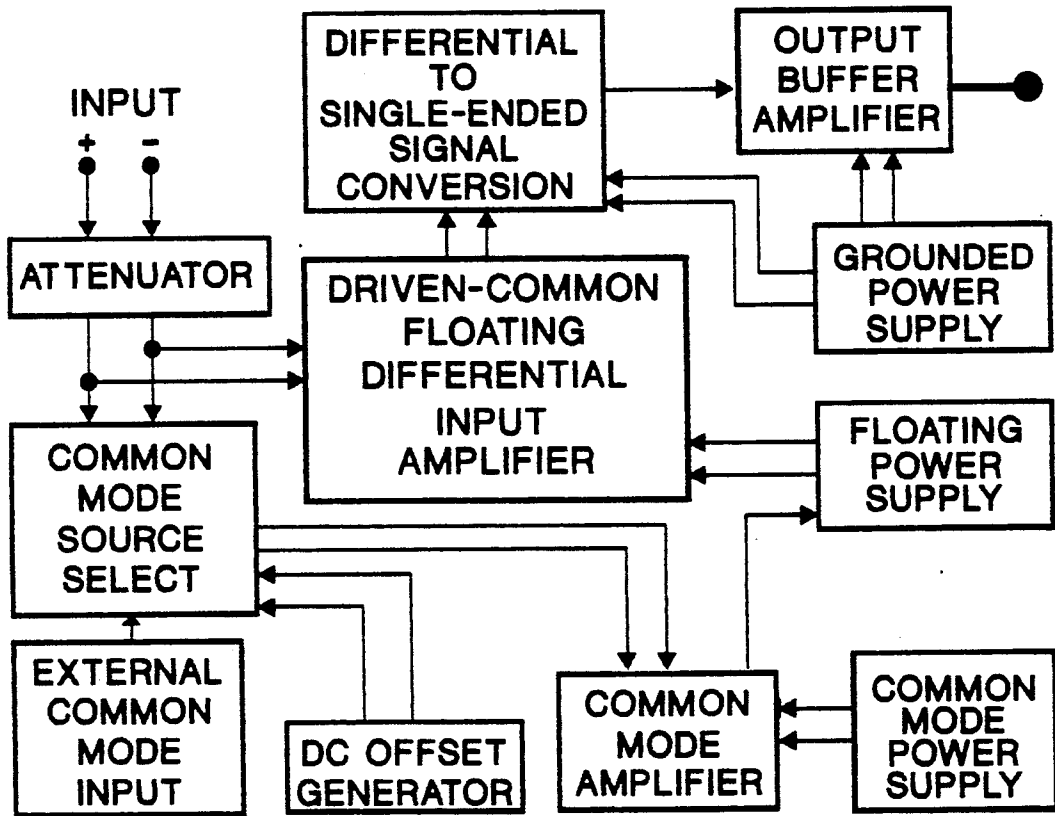 INPUT
+ -
ATTENUATOR
DIFFERENTIAL
TO
SINGLE-ENDED
SIGNAL
CONVERSION
OUTPUT
BUFFER
AMPLIFIER
GROUNDED
POWER
SUPPLY
DRIVEN-COMMON
FLOATING
DIFFERENTIAL
INPUT
AMPLIFIER
FLOATING
POWER
SUPPLY
COMMON
MODE
SOURCE
SELECT
EXTERNAL
COMMON
MODE
INPUT
DC OFFSET
GENERATOR
COMMON
MODE
AMPLIFIER
COMMON
MODE
POWER
SUPPLY